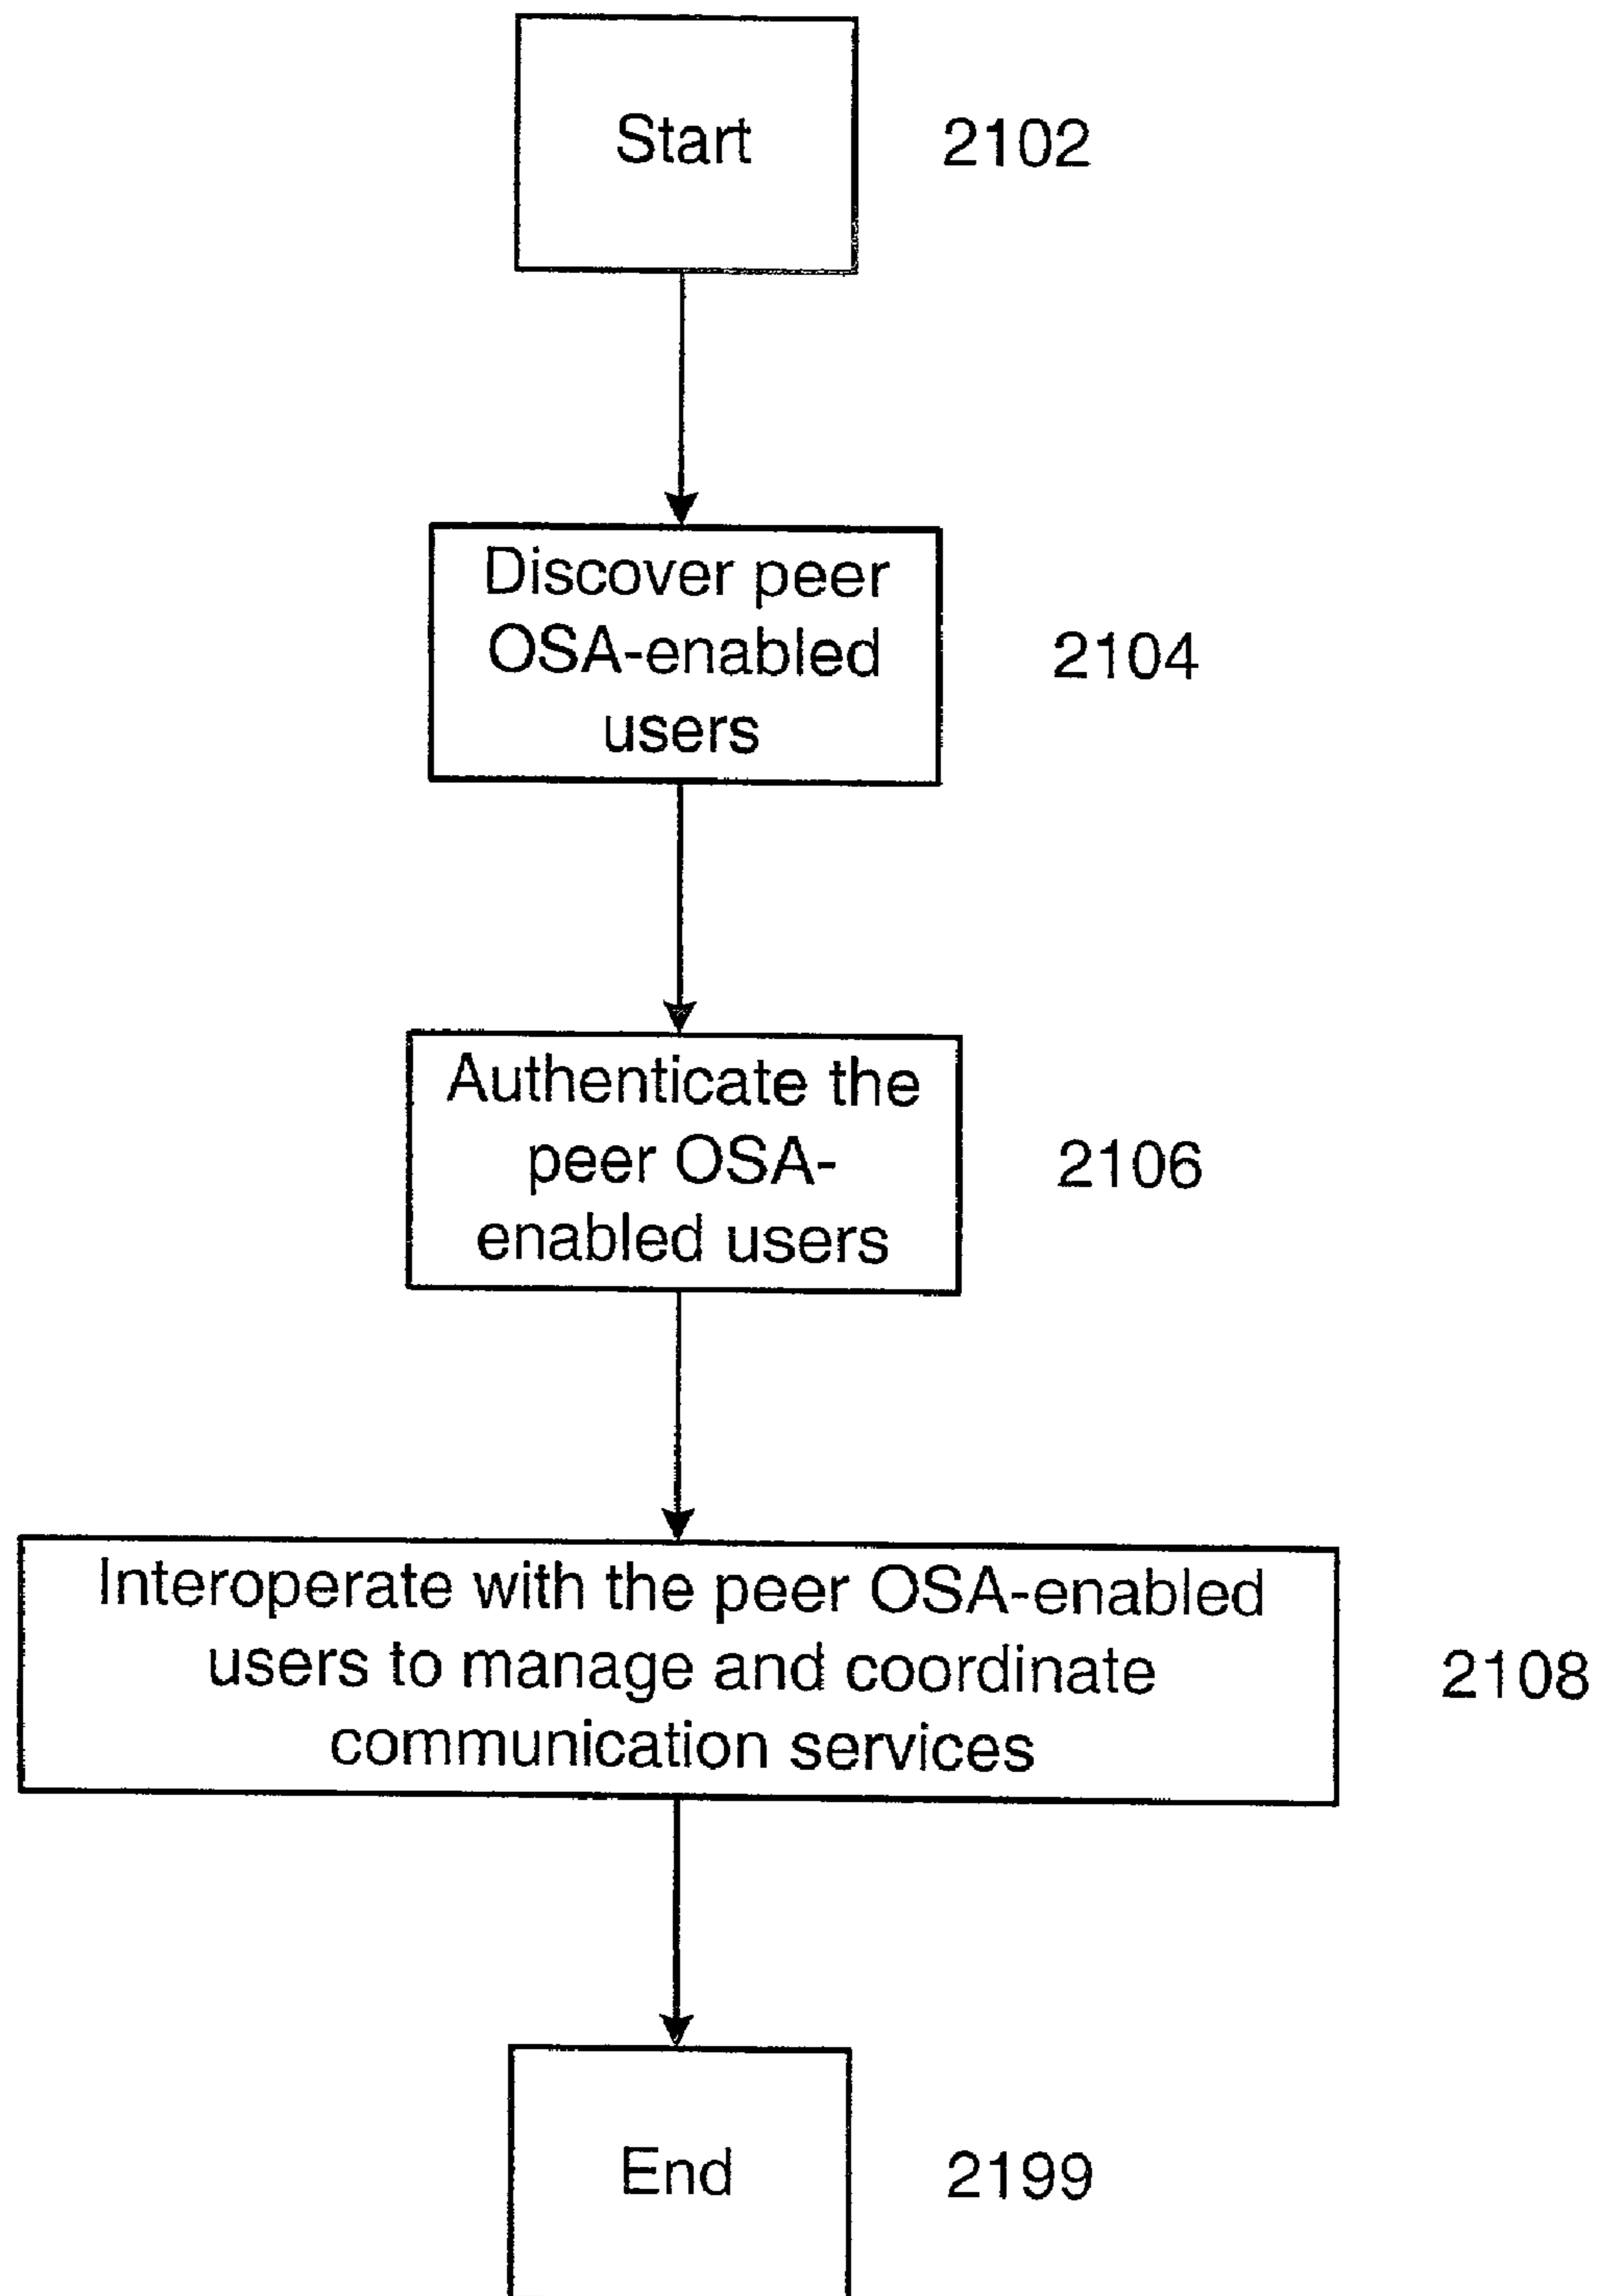 Start
2102
Discover peer
OSA-enabled
users
2104
Authenticate the
peer OSA-
enabled users
2106
Interoperate with the peer OSA-enabled
users to manage and coordinate
communication services
2108
End
2199